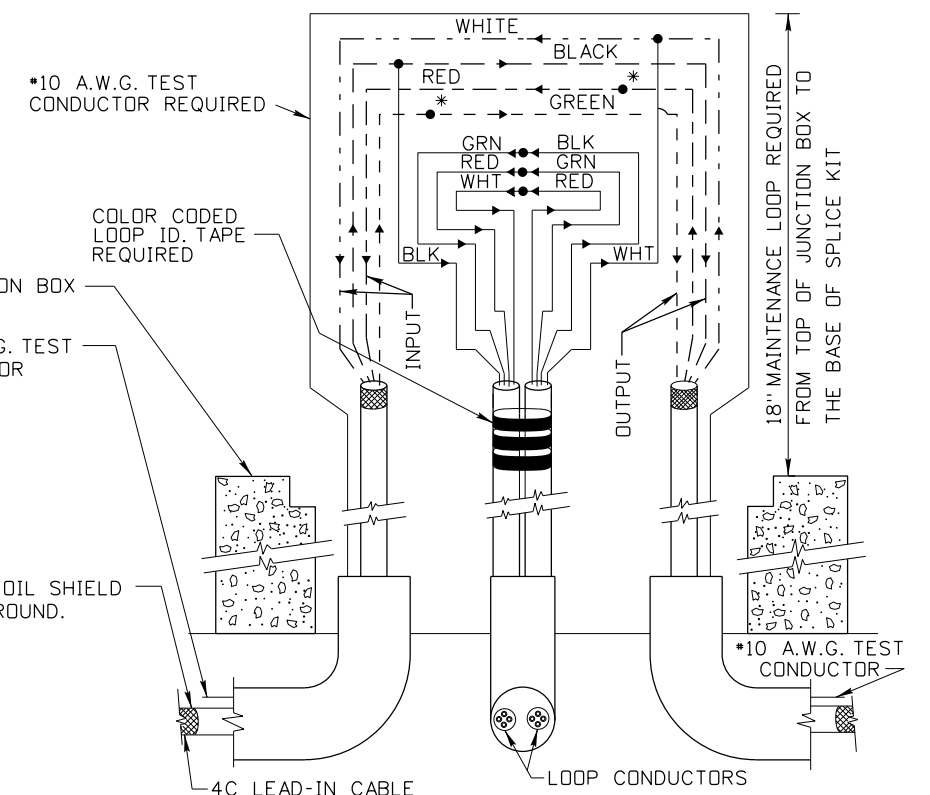 WHITE
BLACK
RED
*
GREEN
*
#10 A.W.G. TEST
CONDUCTOR REQUIRED
GRN
BLK
RED
GRN
WHT
RED
COLOR CODED
LOOP ID. TAPE
REQUIRED
BLK
WHT
ON BOX
G. TEST
OR
INPUT
OUTPUT
18" MAINTENANCE LOOP REQUIRED
FROM TOP OF JUNCTION BOX TO
THE BASE OF SPLICE KIT
OIL SHIELD
ROUND.
#10 A.W.G. TEST
CONDUCTOR
LOOP CONDUCTORS
4C LEAD-IN CABLE